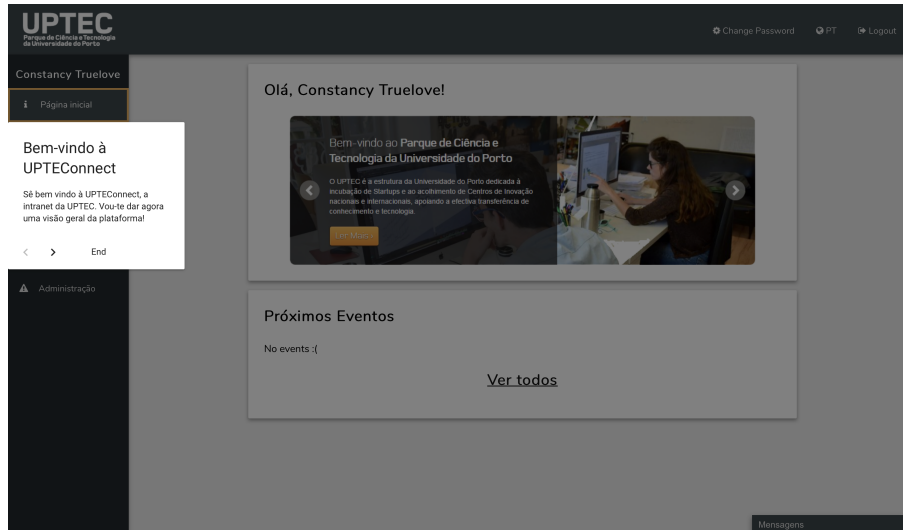 UPTEC
Parque de Ciência e Tecnologia
da Universidade do Porto
Change Password
PT
Logout
Constancy Truelove
Página inicial
Bem-vindo à
UPTEConnect
Sê bem vindo à UPTEConnect, a
intranet da UPTEC. Vou-te dar agora
uma visão geral da plataforma!
End
Administração
Olá, Constancy Truelove!
Bem-vindo ao Parque de Ciência e
Tecnologia da Universidade do Porto
O UPTEC é a estrutura da Universidade do Porto dedicada à
incubação de Startups e ao acolhimento de Centros de Inovação
nacionais e internacionais, apoiando a efectiva transferência de
conhecimento e tecnologia.
Ler Mais
Próximos Eventos
No events :(
Ver todos
Mensagens